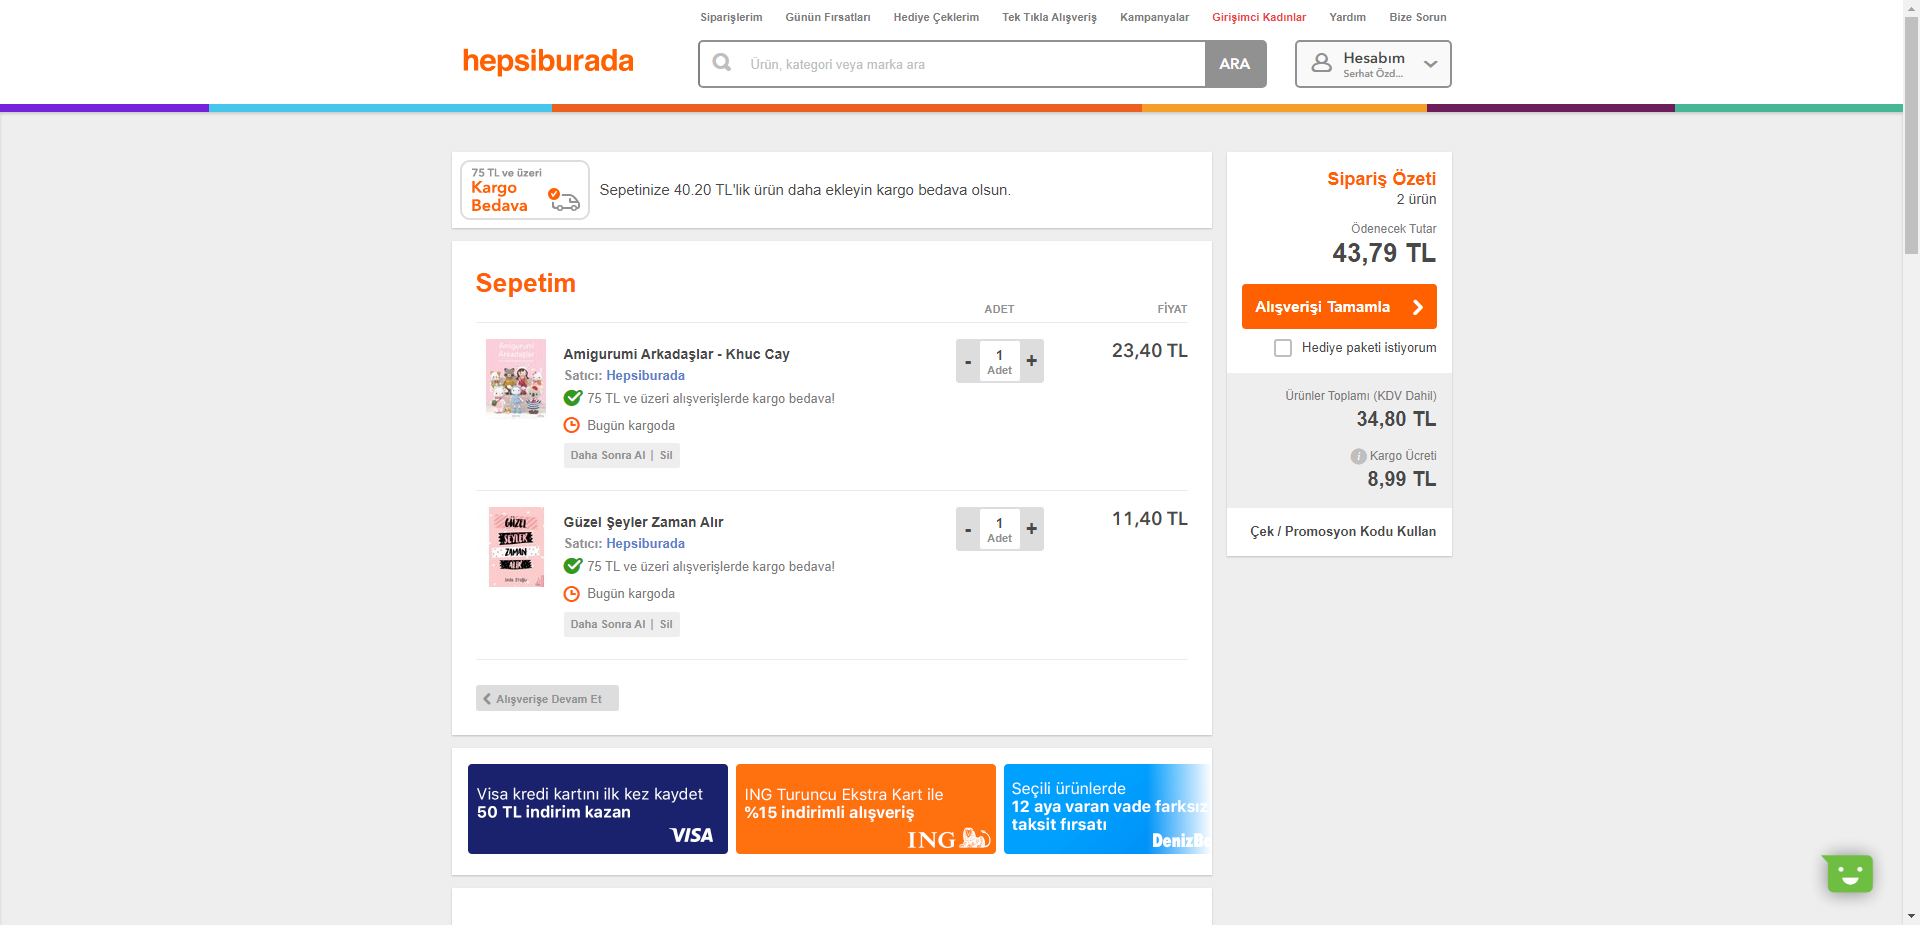 Siparişlerim Günün Fırsatları Hediye Çeklerim Tek Tıkla Alışveriş Kampanyalar Girişimci Kadınlar Yardım Bize Sorun
hepsiburada
Ürün, kategori veya marka ara
ARA
Hesabım
Serhat Özd...
75 TL ve üzeri
Kargo
Bedava
Sepetinize 40.20 TL'lik ürün daha ekleyin kargo bedava olsun.
Sepetim
ADET FİYAT
Amigurumi
Arkadaşlar
Amigurumi Arkadaşlar - Khuc Cay
Satıcı: Hepsiburada
75 TL ve üzeri alışverişlerde kargo bedava!
Bugün kargoda
Daha Sonra Al | Sil
- 1 +
Adet
23,40 TL
GÜZEL
ŞEYLER
ZAMAN
ALIR
Güzel Şeyler Zaman Alır
Satıcı: Hepsiburada
75 TL ve üzeri alışverişlerde kargo bedava!
Bugün kargoda
Daha Sonra Al | Sil
- 1 +
Adet
11,40 TL
Alışverişe Devam Et
Visa kredi kartını ilk kez kaydet
50 TL indirim kazan
VISA
ING Turuncu Ekstra Kart ile
%15 indirimli alışveriş
ING
Seçili ürünlerde
12 aya varan vade farksız
taksit fırsatı
DenizBa
Sipariş Özeti
2 ürün
Ödenecek Tutar
43,79 TL
Alışverişi Tamamla
Hediye paketi istiyorum
Ürünler Toplamı (KDV Dahil)
34,80 TL
i Kargo Ücreti
8,99 TL
Çek / Promosyon Kodu Kullan